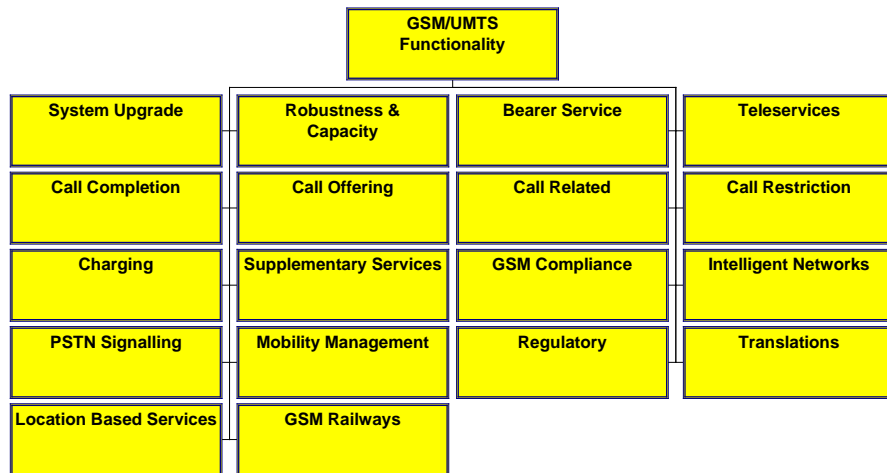 GSM/UMTS
Functionality
System Upgrade
Robustness &
Capacity
Bearer Service
Teleservices
Call Completion
Call Offering
Call Related
Call Restriction
Charging
Supplementary Services
GSM Compliance
Intelligent Networks
PSTN Signalling
Mobility Management
Regulatory
Translations
Location Based Services
GSM Railways